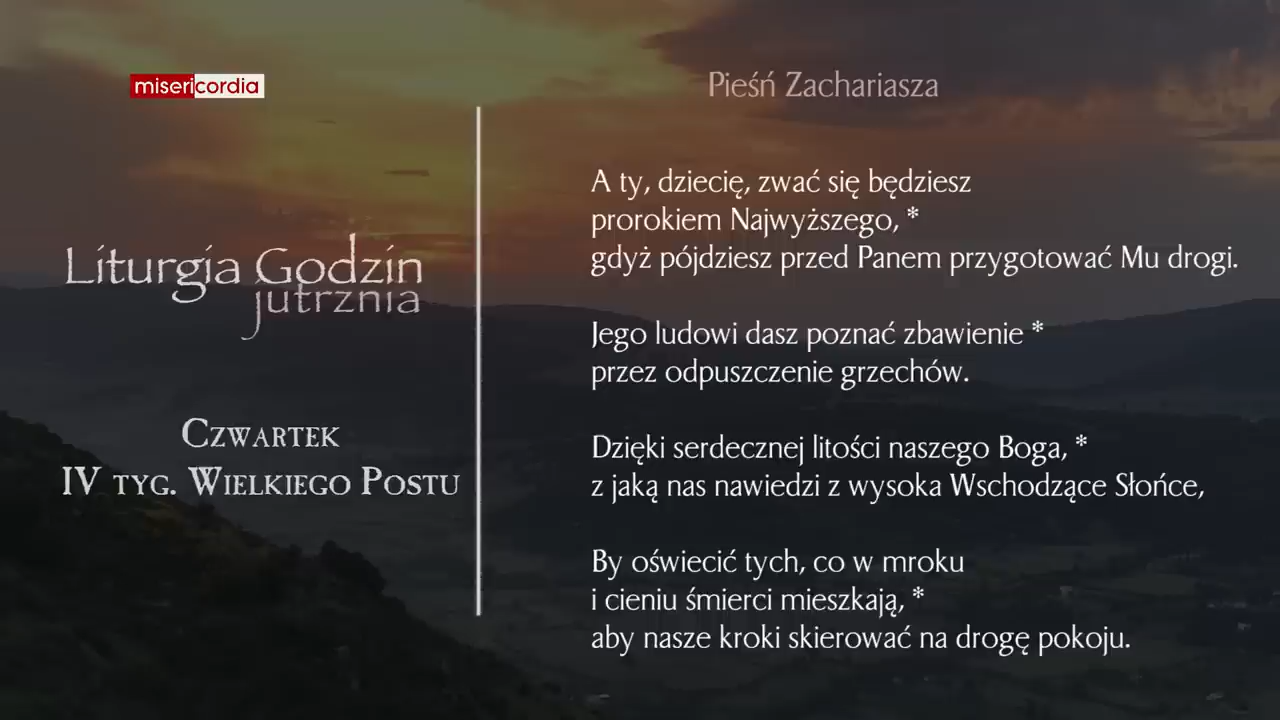 misericordia
Pieśń Zachariasza
Liturgia Godzin
jutrznia
Czwartek
IV tyg. Wielkiego Postu
A ty, dziecię, zwać się będziesz
prorokiem Najwyższego, *
gdyż pójdziesz przed Panem przygotować Mu drogi.
Jego ludowi dasz poznać zbawienie *
przez odpuszczenie grzechów.
Dzięki serdecznej litości naszego Boga, *
z jaką nas nawiedzi z wysoka Wschodzące Słońce,
By oświecić tych, co w mroku
i cieniu śmierci mieszkają, *
aby nasze kroki skierować na drogę pokoju.